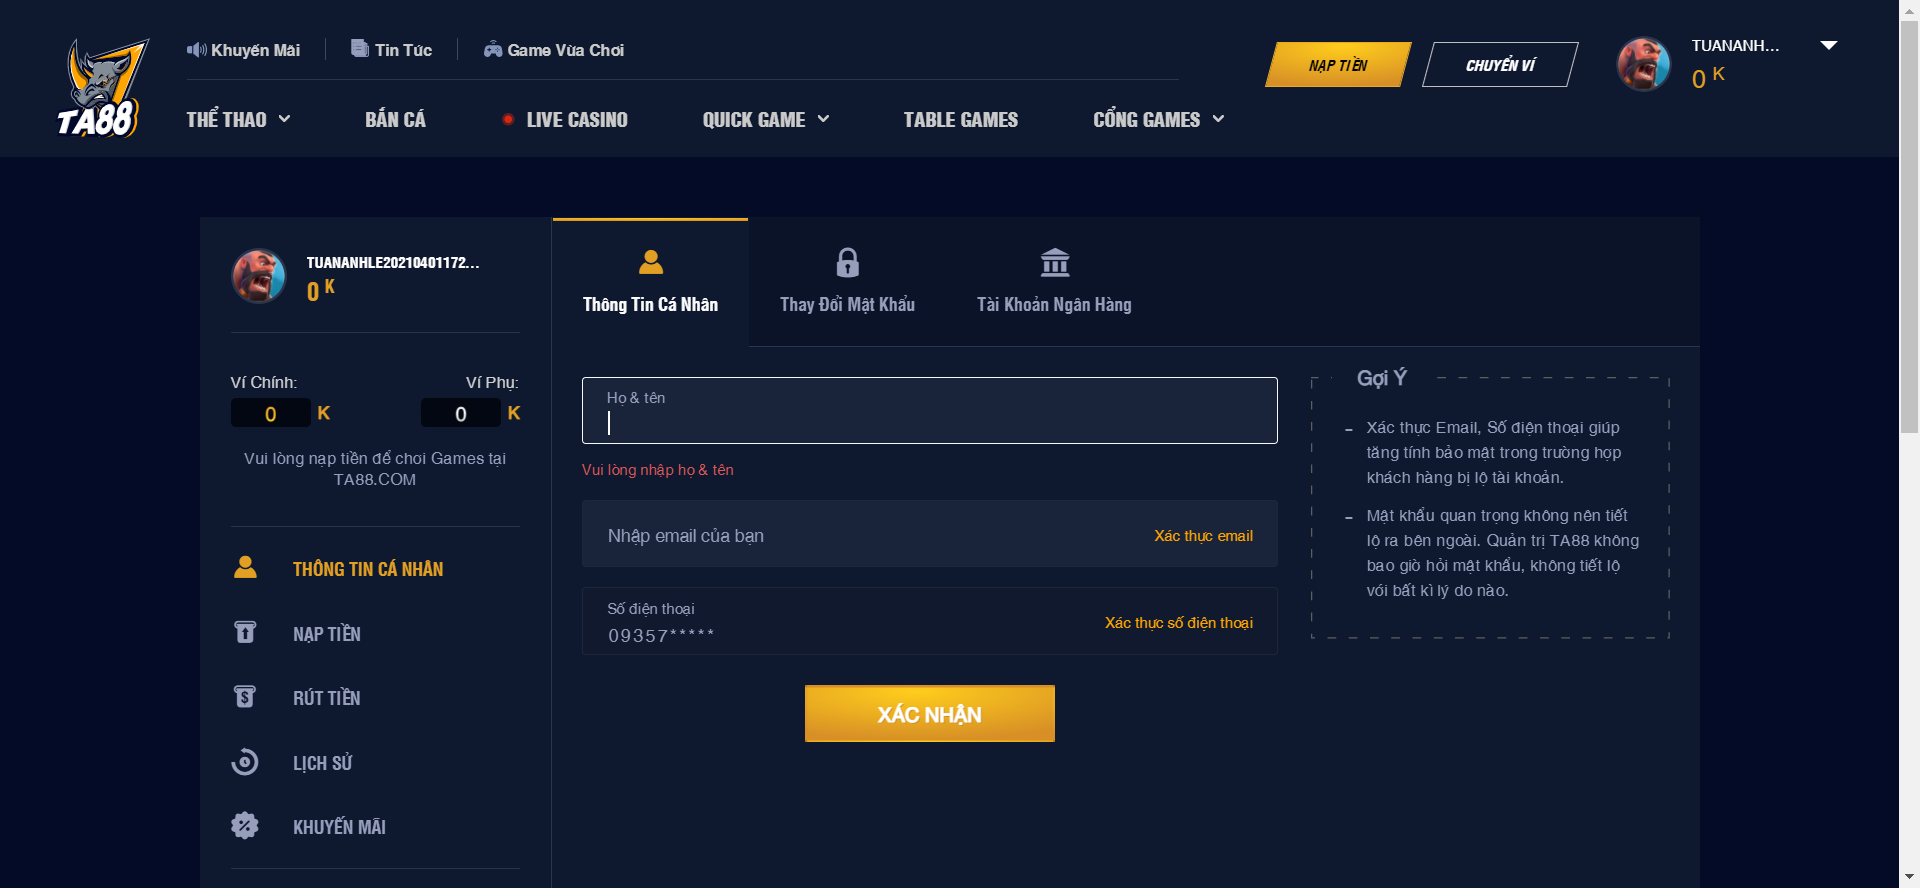 Khuyến Mãi
Tin Tức
Game Vừa Chơi
NẠP TIỀN
CHUYỂN VÍ
TUANANH...
0 K
TA88
THỂ THAO
BẮN CÁ
LIVE CASINO
QUICK GAME
TABLE GAMES
CỔNG GAMES
TUANANHLE20210401172...
0 K
Ví Chính:
Ví Phụ:
0 K
0 K
Vui lòng nạp tiền để chơi Games tại
TA88.COM
THÔNG TIN CÁ NHÂN
NẠP TIỀN
RÚT TIỀN
LỊCH SỬ
KHUYẾN MÃI
Thông Tin Cá Nhân
Thay Đổi Mật Khẩu
Tài Khoản Ngân Hàng
Họ & tên
Vui lòng nhập họ & tên
Nhập email của bạn
Xác thực email
Số điện thoại
09357*****
Xác thực số điện thoại
XÁC NHẬN
Gợi Ý
- Xác thực Email, Số điện thoại giúp
tăng tính bảo mật trong trường hợp
khách hàng bị lộ tài khoản.
- Mật khẩu quan trọng không nên tiết
lộ ra bên ngoài. Quản trị TA88 không
bao giờ hỏi mật khẩu, không tiết lộ
với bất kì lý do nào.